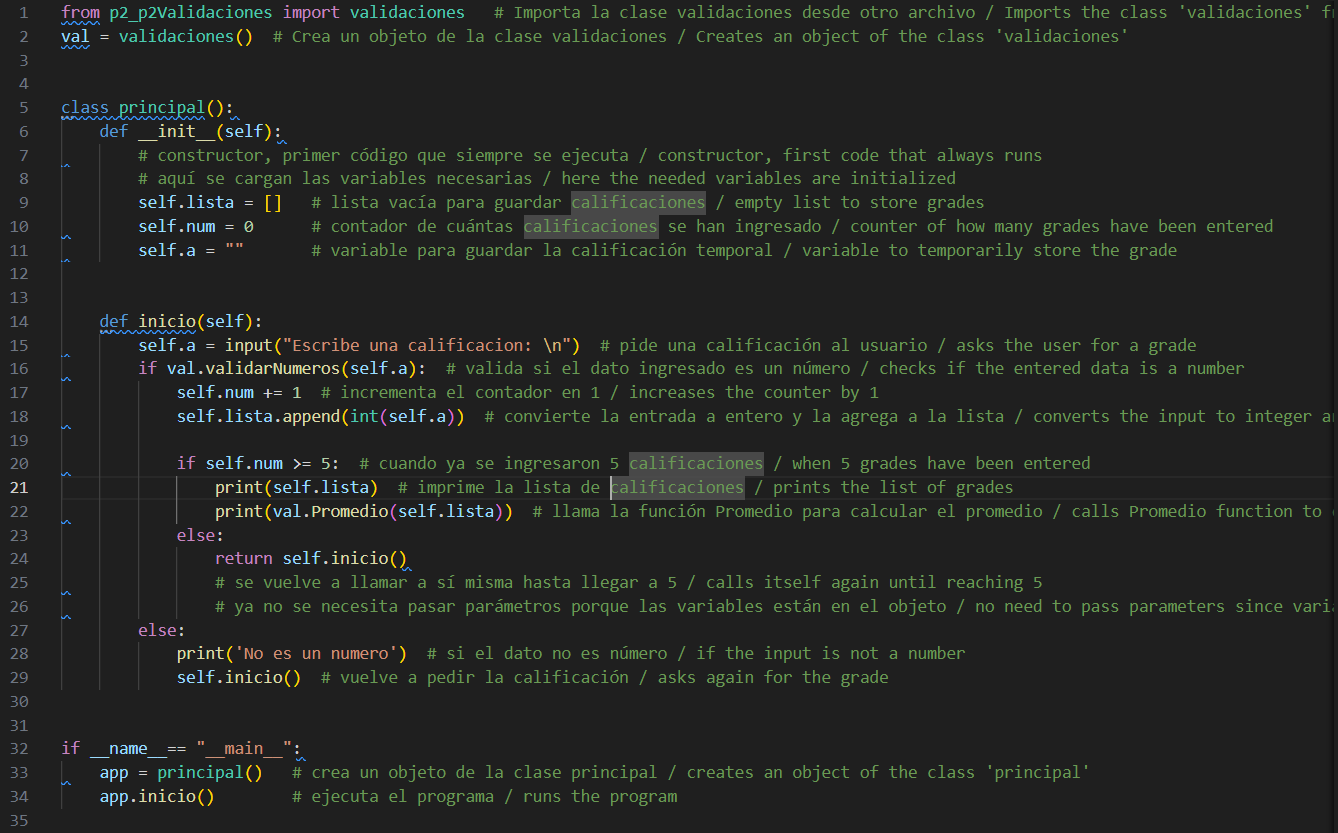 1 from p2_p2Validaciones import validaciones   # Importa la clase validaciones desde otro archivo / Imports the class 'validaciones'
2 val = validaciones()  # Crea un objeto de la clase validaciones / Creates an object of the class 'validaciones'
3
4
5 class principal():
6     def __init__(self):
7         # constructor, primer código que siempre se ejecuta / constructor, first code that always runs
8         # aquí se cargan las variables necesarias / here the needed variables are initialized
9         self.lista = []   # lista vacía para guardar calificaciones / empty list to store grades
10         self.num = 0      # contador de cuántas calificaciones se han ingresado / counter of how many grades have been entered
11         self.a = ""       # variable para guardar la calificación temporal / variable to temporarily store the grade
12
13
14     def inicio(self):
15         self.a = input("Escribe una calificacion: \n")  # pide una calificación al usuario / asks the user for a grade
16         if val.validarNumeros(self.a):  # valida si el dato ingresado es un número / checks if the entered data is a number
17             self.num += 1  # incrementa el contador en 1 / increases the counter by 1
18             self.lista.append(int(self.a))  # convierte la entrada a entero y la agrega a la lista / converts the input to integer
19
20             if self.num >= 5:  # cuando ya se ingresaron 5 calificaciones / when 5 grades have been entered
21                 print(self.lista)  # imprime la lista de calificaciones / prints the list of grades
22                 print(val.Promedio(self.lista))  # llama la función Promedio para calcular el promedio / calls Promedio function to
23             else:
24                 return self.inicio()
25                 # se vuelve a llamar a sí misma hasta llegar a 5 / calls itself again until reaching 5
26                 # ya no se necesita pasar parámetros porque las variables están en el objeto / no need to pass parameters since
27         else:
28             print('No es un numero')  # si el dato no es número / if the input is not a number
29             self.inicio()  # vuelve a pedir la calificación / asks again for the grade
30
31
32 if __name__== "__main__":
33     app = principal()   # crea un objeto de la clase principal / creates an object of the class 'principal'
34     app.inicio()        # ejecuta el programa / runs the program
35